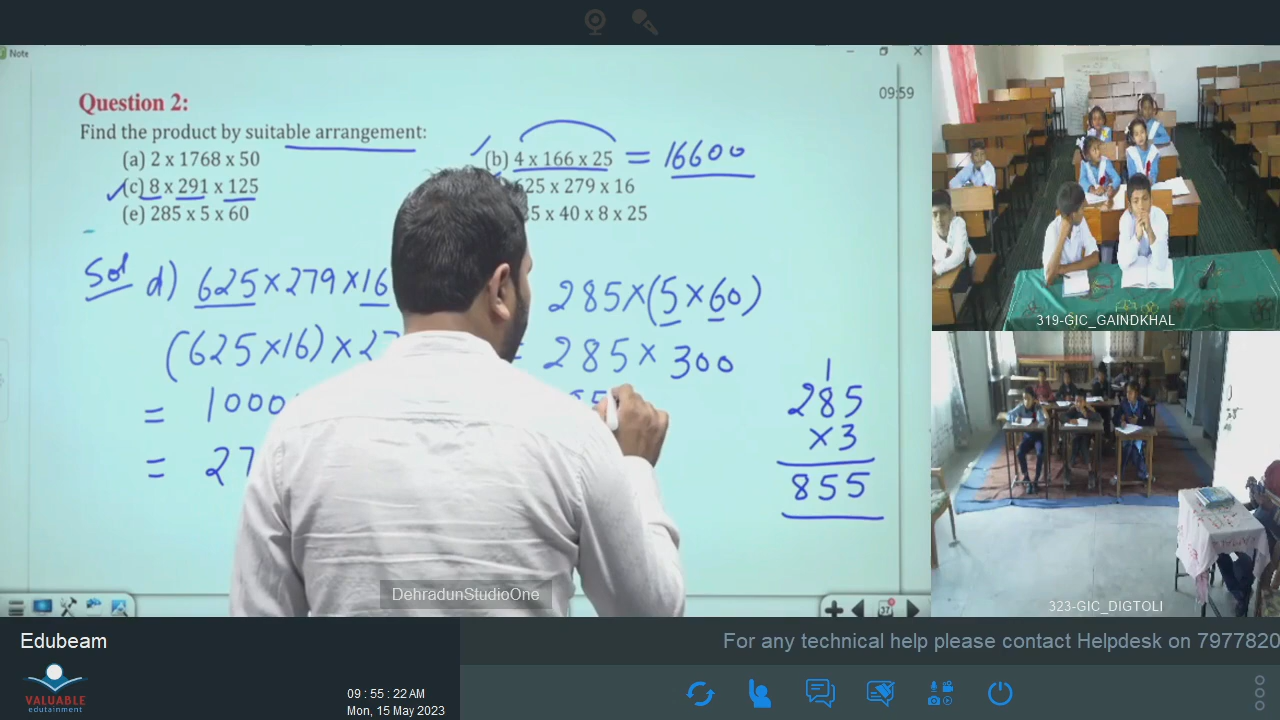 Note
09:59
Question 2:
Find the product by suitable arrangement:
(a) 2 x 1768 x 50
(b) 4 x 166 x 25 = 16600
(c) 8 x 291 x 125
625 x 279 x 16
(e) 285 x 5 x 60
x 40 x 8 x 25
Sol d) 625×279×16
(625×16)×
= 1000
= 27
285×(5×60)
= 285× 300
1
285
×3
855
DehradunStudioOne
319-GIC_GAINDKHAL
323-GIC_DIGTOLI
Edubeam
For any technical help please contact Helpdesk on 7977820
VALUABLE
edutainment
09 : 55 : 22 AM
Mon, 15 May 2023